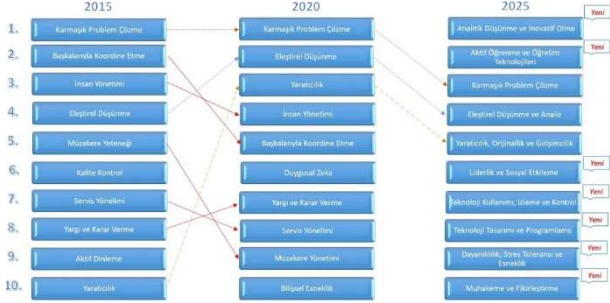 2015 2020 2025
1. Karmaşık Problem Çözme Karmaşık Problem Çözme Analitik Düşünme ve İnovatif Olma Yeni
2. Başkalarıyla Koordine Etme Eleştirel Düşünme Aktif Öğrenme ve Öğretim Teknolojileri Yeni
3. İnsan Yönetimi Yaratıcılık Karmaşık Problem Çözme
4. Eleştirel Düşünme İnsan Yönetimi Eleştirel Düşünme ve Analiz
5. Müzakere Yeteneği Başkalarıyla Koordine Etme Yaratıcılık, Orijinallik ve Girişimcilik
6. Kalite Kontrol Duygusal Zeka Liderlik ve Sosyal Etkileme Yeni
7. Servis Yönelimi Yargı ve Karar Verme Teknoloji Kullanımı, İzleme ve Kontrol Yeni
8. Yargı ve Karar Verme Servis Yönelimi Teknoloji Tasarımı ve Programlama Yeni
9. Aktif Dinleme Müzakere Yönetimi Dayanıklılık, Stres Toleransı ve Esneklik Yeni
10. Yaratıcılık Bilişsel Esneklik Muhakeme ve Fikirleştirme Yeni